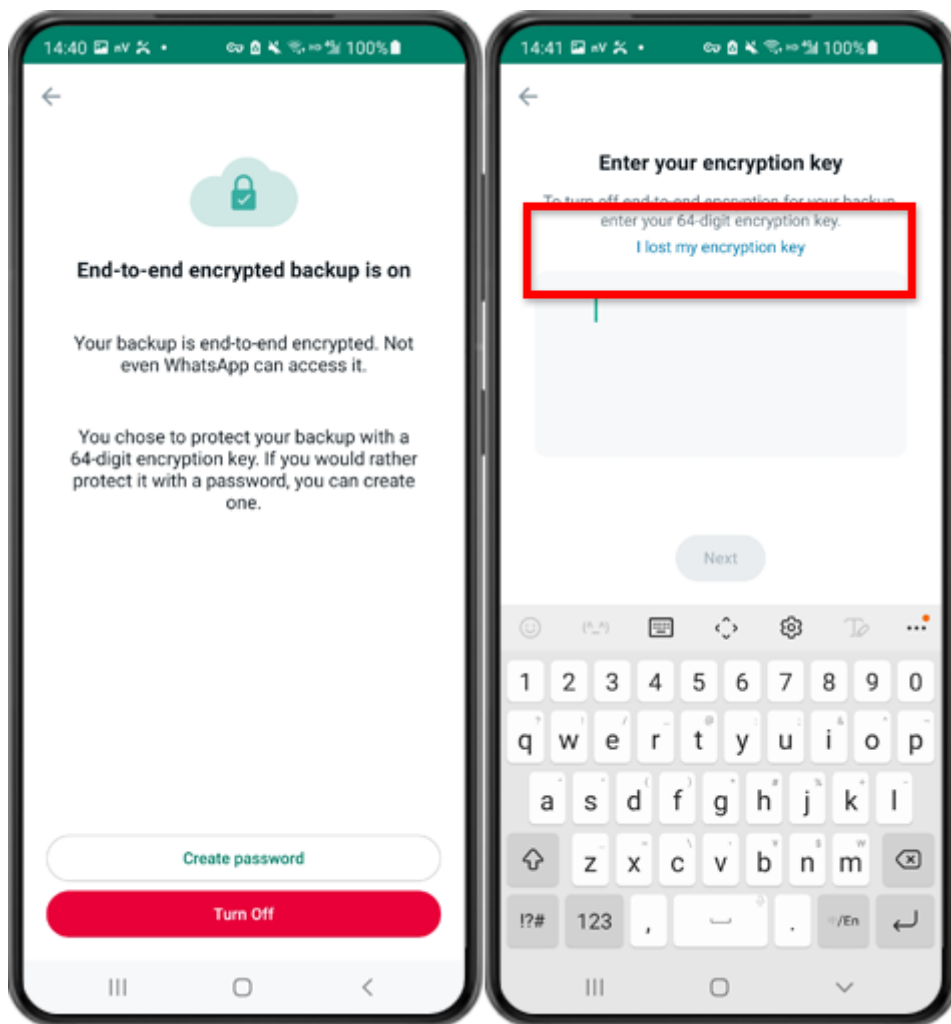 14:40
100%
End-to-end encrypted backup is on
Your backup is end-to-end encrypted. Not
even WhatsApp can access it.
You chose to protect your backup with a
64-digit encryption key. If you would rather
protect it with a password, you can create
one.
Create password
Turn Off
14:41
100%
Enter your encryption key
To turn off end-to-end encryption for your backup
enter your 64-digit encryption key.
I lost my encryption key
Next
1 2 3 4 5 6 7 8 9 0
q w e r t y u i o p
a s d f g h j k l
z x c v b n m
!?# 123 , . /En